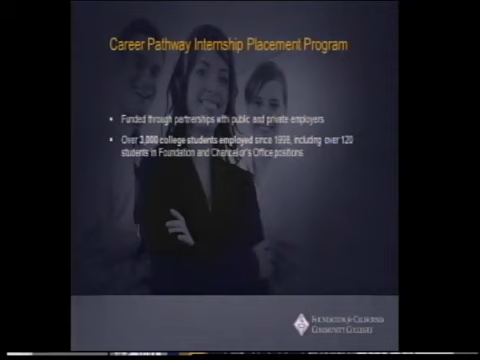 Career Pathway Internship Placement Program
• Funded through partnerships with public and private employers
• Over 3,000 college students employed since 1998, including over 120
students in Foundation and Chancellor's Office positions
FOUNDATION for CALIFORNIA
COMMUNITY COLLEGES